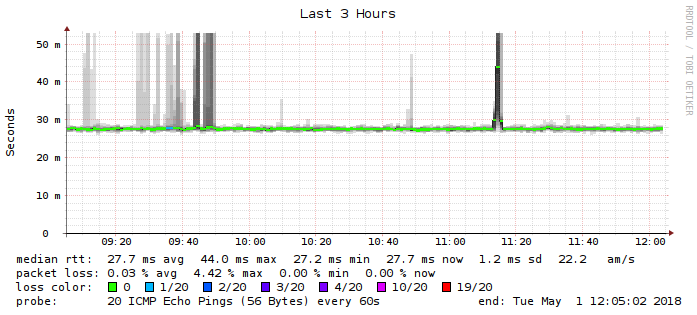 Last 3 Hours
RRDTOOL / TOBI OETIKER
Seconds
50 m
40 m
30 m
20 m
10 m
0
09:20 09:40 10:00 10:20 10:40 11:00 11:20 11:40 12:00
median rtt: 27.7 ms avg 44.0 ms max 27.2 ms min 27.7 ms now 1.2 ms sd 22.2 am/s
packet loss: 0.03 % avg 4.42 % max 0.00 % min 0.00 % now
loss color: 0 1/20 2/20 3/20 4/20 10/20 19/20
probe: 20 ICMP Echo Pings (56 Bytes) every 60s end: Tue May 1 12:05:02 2018